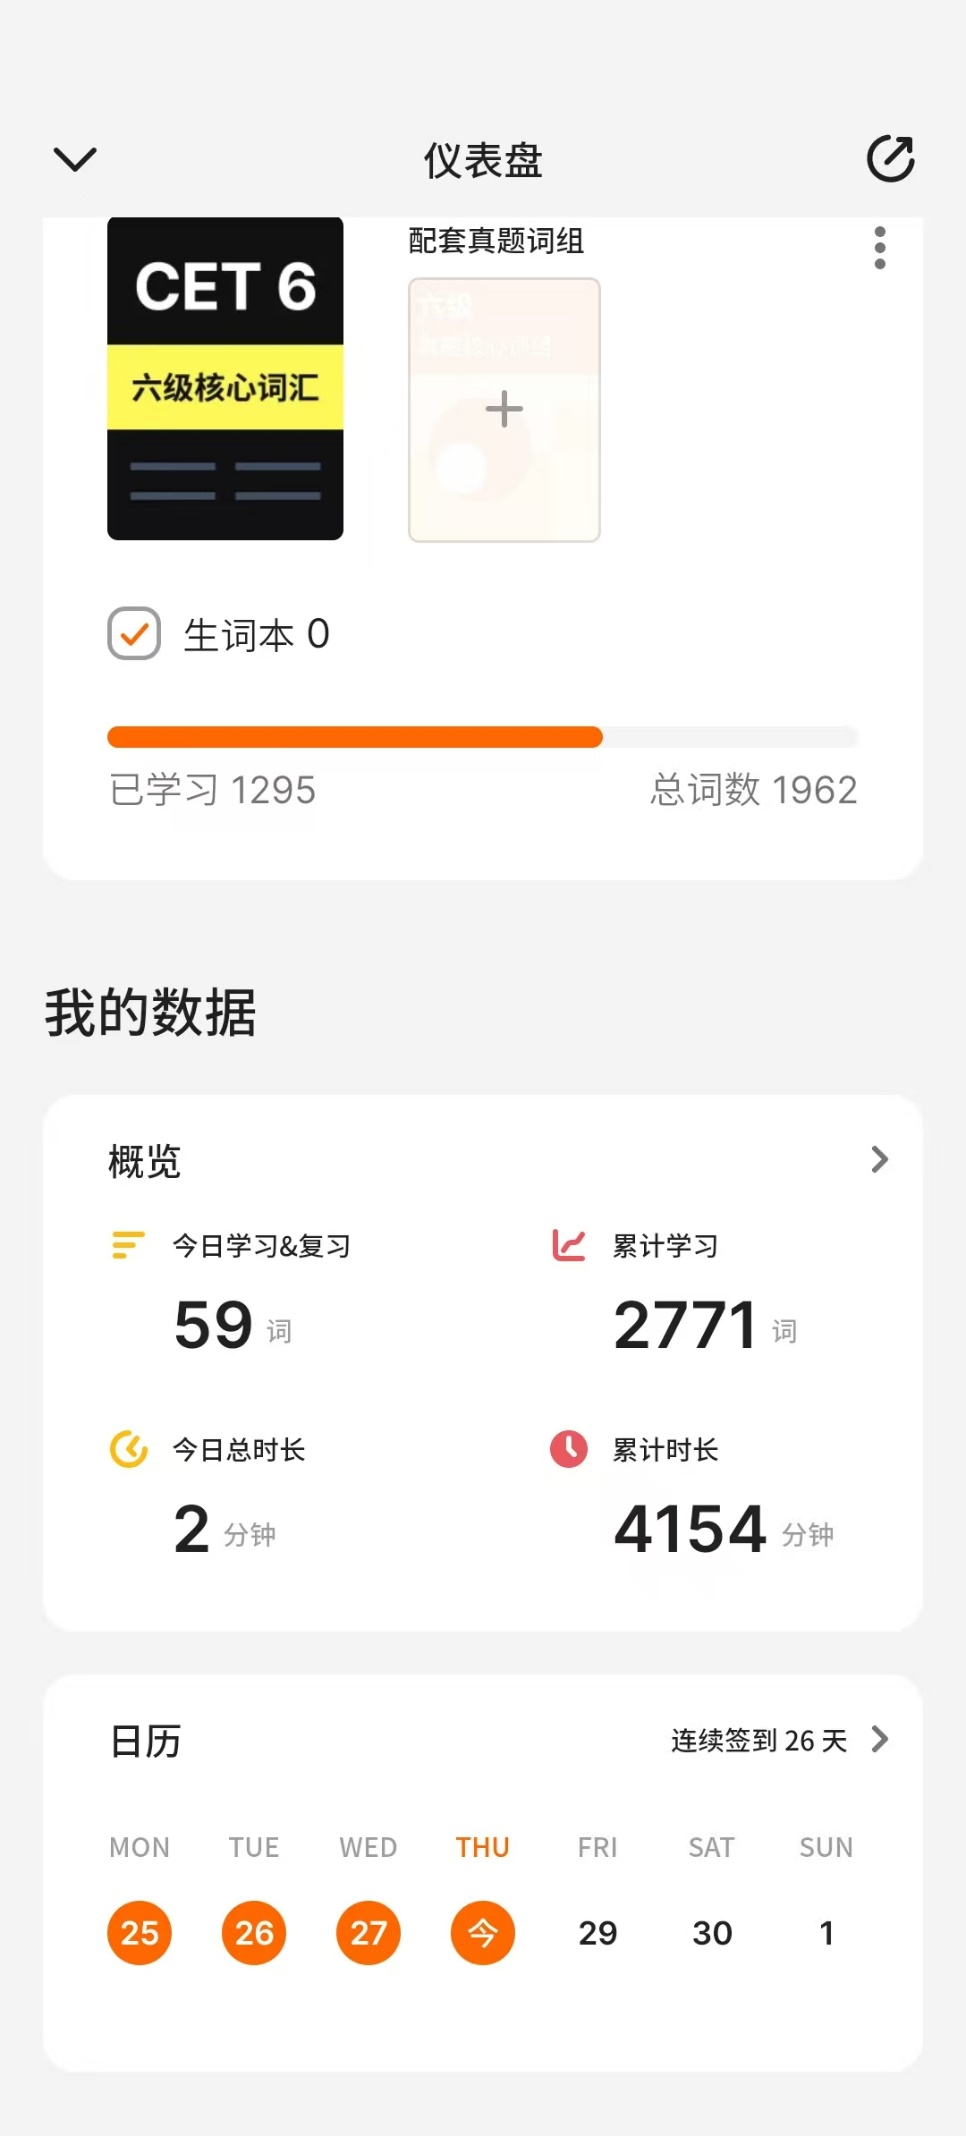 仪表盘
CET 6
六级核心词汇
配套真题词组
六级
生词本 0
已学习 1295
总词数 1962
我的数据
概览
今日学习&复习
59 词
累计学习
2771 词
今日总时长
2 分钟
累计时长
4154 分钟
日历
连续签到 26 天
MON TUE WED THU FRI SAT SUN
25 26 27 今 29 30 1